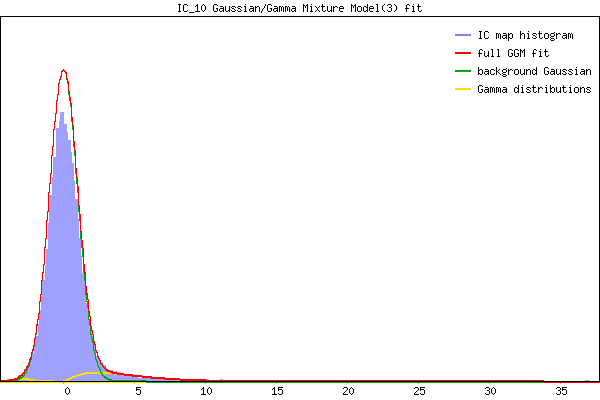 IC_10 Gaussian/Gamma Mixture Model(3) fit
IC map histogram
full GGM fit
background Gaussian
Gamma distributions
0 5 10 15 20 25 30 35